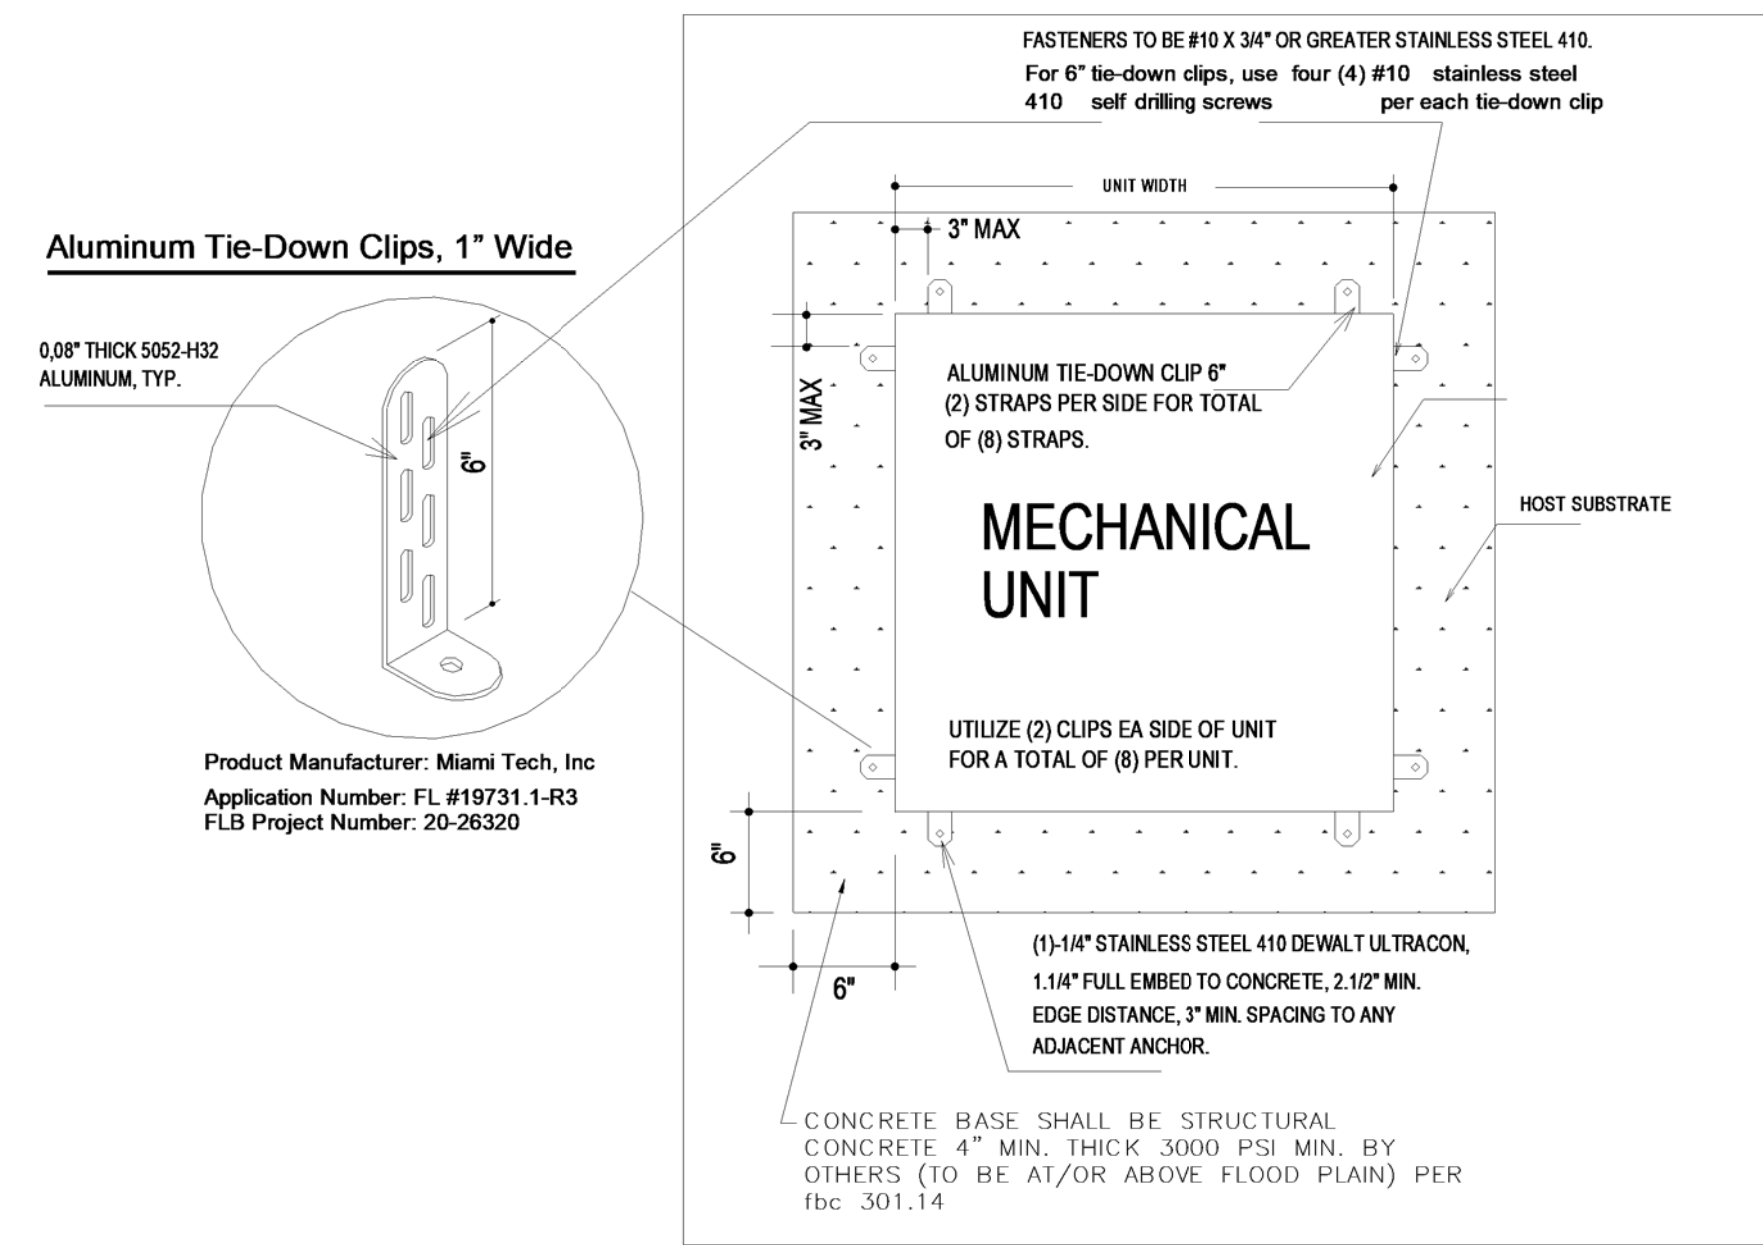 FASTENERS TO BE #10 X 3/4" OR GREATER STAINLESS STEEL 410.
For 6" tie-down clips, use four (4) #10 stainless steel
410 self drilling screws per each tie-down clip
UNIT WIDTH
3" MAX
Aluminum Tie-Down Clips, 1" Wide
0,08" THICK 5052-H32
ALUMINUM, TYP.
6"
3" MAX
ALUMINUM TIE-DOWN CLIP 6"
(2) STRAPS PER SIDE FOR TOTAL
OF (8) STRAPS.
MECHANICAL
UNIT
HOST SUBSTRATE
UTILIZE (2) CLIPS EA SIDE OF UNIT
FOR A TOTAL OF (8) PER UNIT.
Product Manufacturer: Miami Tech, Inc
Application Number: FL #19731.1-R3
FLB Project Number: 20-26320
6"
6"
(1)-1/4" STAINLESS STEEL 410 DEWALT ULTRACON,
1.1/4" FULL EMBED TO CONCRETE, 2.1/2" MIN.
EDGE DISTANCE, 3" MIN. SPACING TO ANY
ADJACENT ANCHOR.
CONCRETE BASE SHALL BE STRUCTURAL
CONCRETE 4" MIN. THICK 3000 PSI MIN. BY
OTHERS (TO BE AT/OR ABOVE FLOOD PLAIN) PER
fbc 301.14